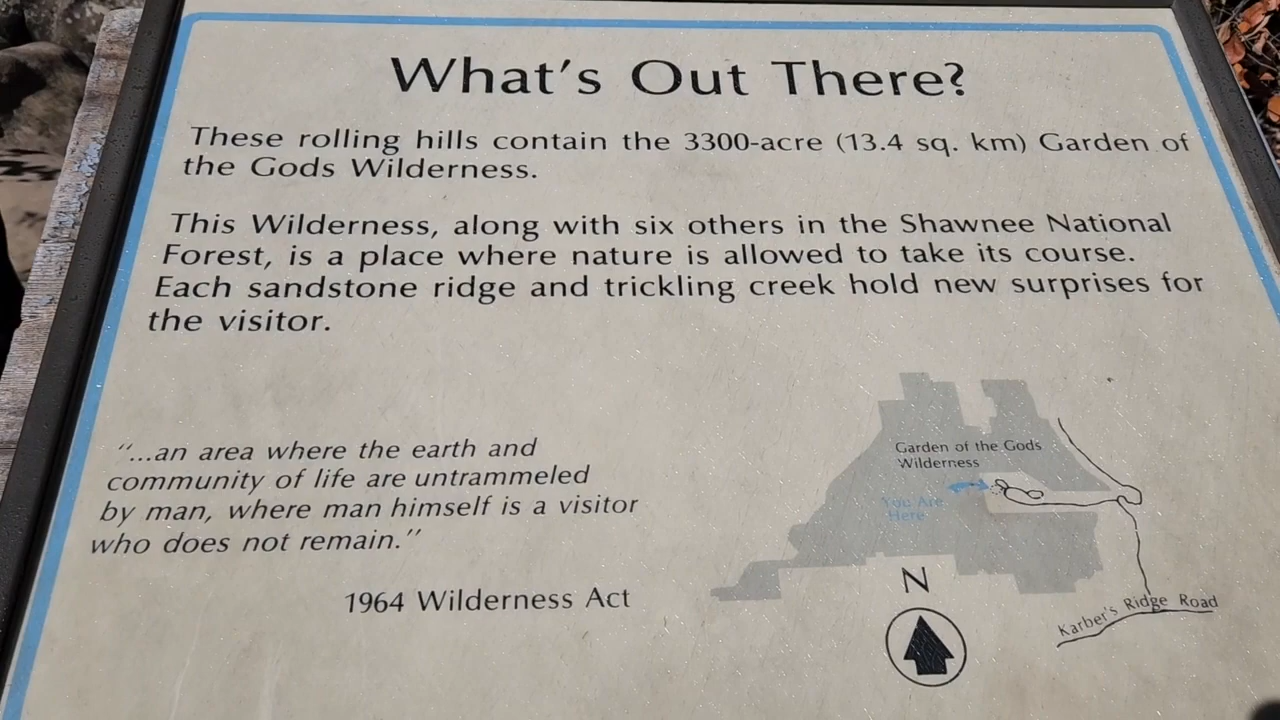 What's Out There?
These rolling hills contain the 3300-acre (13.4 sq. km) Garden of
the Gods Wilderness.
This Wilderness, along with six others in the Shawnee National
Forest, is a place where nature is allowed to take its course.
Each sandstone ridge and trickling creek hold new surprises for
the visitor.
"...an area where the earth and
community of life are untrammeled
by man, where man himself is a visitor
who does not remain."
1964 Wilderness Act
Garden of the Gods
Wilderness
You Are
Here
N
Karber's Ridge Road